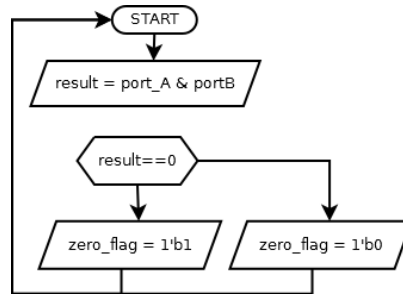 START
result = port_A & portB
result==0
zero_flag = 1'b1
zero_flag = 1'b0